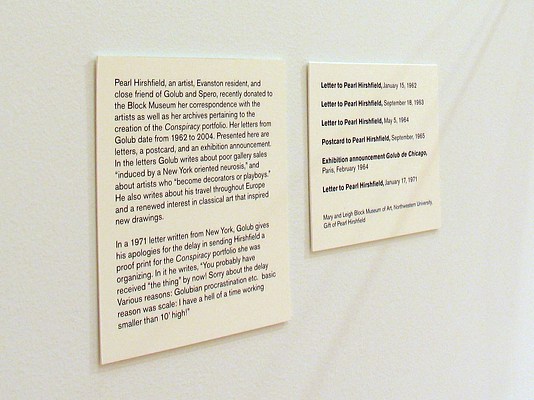 Pearl Hirshfield, an artist, Evanston resident, and
close friend of Golub and Spero, recently donated to
the Block Museum her correspondence with the
artists as well as her archives pertaining to the
creation of the Conspiracy portfolio. Her letters from
Golub date from 1962 to 2004. Presented here are
letters, a postcard, and an exhibition announcement.
In the letters Golub writes about poor gallery sales
"induced by a New York oriented neurosis," and
about artists who "become decorators or playboys."
He also writes about his travel throughout Europe
and a renewed interest in classical art that inspired
new drawings.
In a 1971 letter written from New York, Golub gives
his apologies for the delay in sending Hirshfield a
proof print for the Conspiracy portfolio she was
organizing. In it he writes, "You probably have
received "the thing" by now! Sorry about the delay
Various reasons: Golubian procrastination etc. basic
reason was scale: I have a hell of a time working
smaller than 10' high!"
Letter to Pearl Hirshfield, January 15, 1962
Letter to Pearl Hirshfield, September 18, 1963
Letter to Pearl Hirshfield, May 5, 1964
Postcard to Pearl Hirshfield, September, 1965
Exhibition announcement Golub de Chicago,
Paris, February 1964
Letter to Pearl Hirshfield, January 17, 1971
Mary and Leigh Block Museum of Art, Northwestern University,
Gift of Pearl Hirshfield